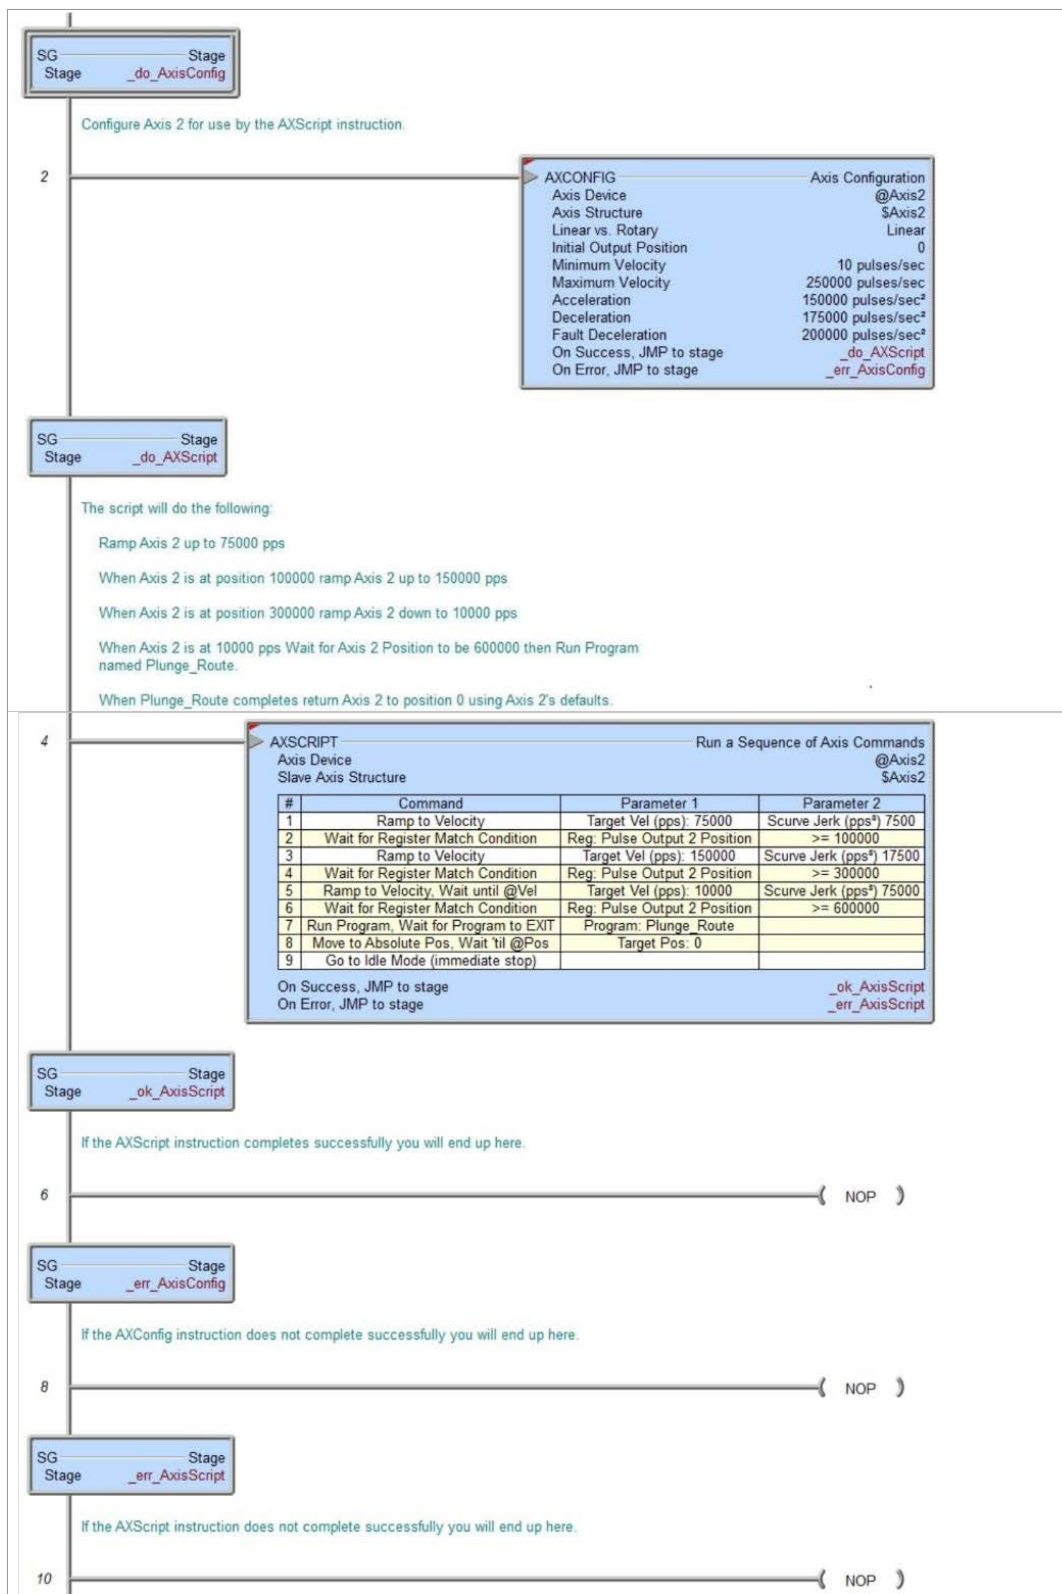 SG Stage
Stage _do_AxisConfig
Configure Axis 2 for use by the AXScript instruction.
2
AXCONFIG Axis Configuration
Axis Device @Axis2
Axis Structure $Axis2
Linear vs. Rotary Linear
Initial Output Position 0
Minimum Velocity 10 pulses/sec
Maximum Velocity 250000 pulses/sec
Acceleration 150000 pulses/sec²
Deceleration 175000 pulses/sec²
Fault Deceleration 200000 pulses/sec²
On Success, JMP to stage _do_AXScript
On Error, JMP to stage _err_AxisConfig
SG Stage
Stage _do_AXScript
The script will do the following:
Ramp Axis 2 up to 75000 pps
When Axis 2 is at position 100000 ramp Axis 2 up to 150000 pps
When Axis 2 is at position 300000 ramp Axis 2 down to 10000 pps
When Axis 2 is at 10000 pps Wait for Axis 2 Position to be 600000 then Run Program
named Plunge_Route.
When Plunge_Route completes return Axis 2 to position 0 using Axis 2's defaults.
4
AXSCRIPT Run a Sequence of Axis Commands
Axis Device @Axis2
Slave Axis Structure $Axis2
# Command Parameter 1 Parameter 2
1 Ramp to Velocity Target Vel (pps): 75000 Scurve Jerk (pps³) 7500
2 Wait for Register Match Condition Reg: Pulse Output 2 Position >= 100000
3 Ramp to Velocity Target Vel (pps): 150000 Scurve Jerk (pps³) 17500
4 Wait for Register Match Condition Reg: Pulse Output 2 Position >= 300000
5 Ramp to Velocity, Wait until @Vel Target Vel (pps): 10000 Scurve Jerk (pps³) 75000
6 Wait for Register Match Condition Reg: Pulse Output 2 Position >= 600000
7 Run Program, Wait for Program to EXIT Program: Plunge_Route
8 Move to Absolute Pos, Wait 'til @Pos Target Pos: 0
9 Go to Idle Mode (immediate stop)
On Success, JMP to stage _ok_AxisScript
On Error, JMP to stage _err_AxisScript
SG Stage
Stage _ok_AxisScript
If the AXScript instruction completes successfully you will end up here.
6
NOP
SG Stage
Stage _err_AxisConfig
If the AXConfig instruction does not complete successfully you will end up here.
8
NOP
SG Stage
Stage _err_AxisScript
If the AXScript instruction does not complete successfully you will end up here.
10
NOP